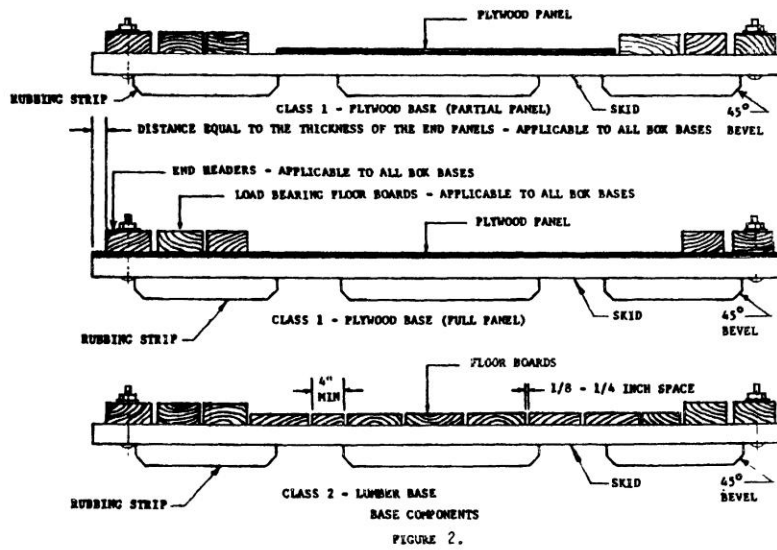 PLYWOOD PANEL
RUBBING STRIP
CLASS 1 - PLYWOOD BASE (PARTIAL PANEL)
SKID
45°
BEVEL
DISTANCE EQUAL TO THE THICKNESS OF THE END PANELS - APPLICABLE TO ALL BOX BASES
END HEADERS - APPLICABLE TO ALL BOX BASES
LOAD BEARING FLOOR BOARDS - APPLICABLE TO ALL BOX BASES
PLYWOOD PANEL
RUBBING STRIP
CLASS 1 - PLYWOOD BASE (FULL PANEL)
SKID
45°
BEVEL
4"
MIN
FLOOR BOARDS
1/8 - 1/4 INCH SPACE
RUBBING STRIP
CLASS 2 - LUMBER BASE
SKID
45°
BEVEL
BASE COMPONENTS
FIGURE 2.